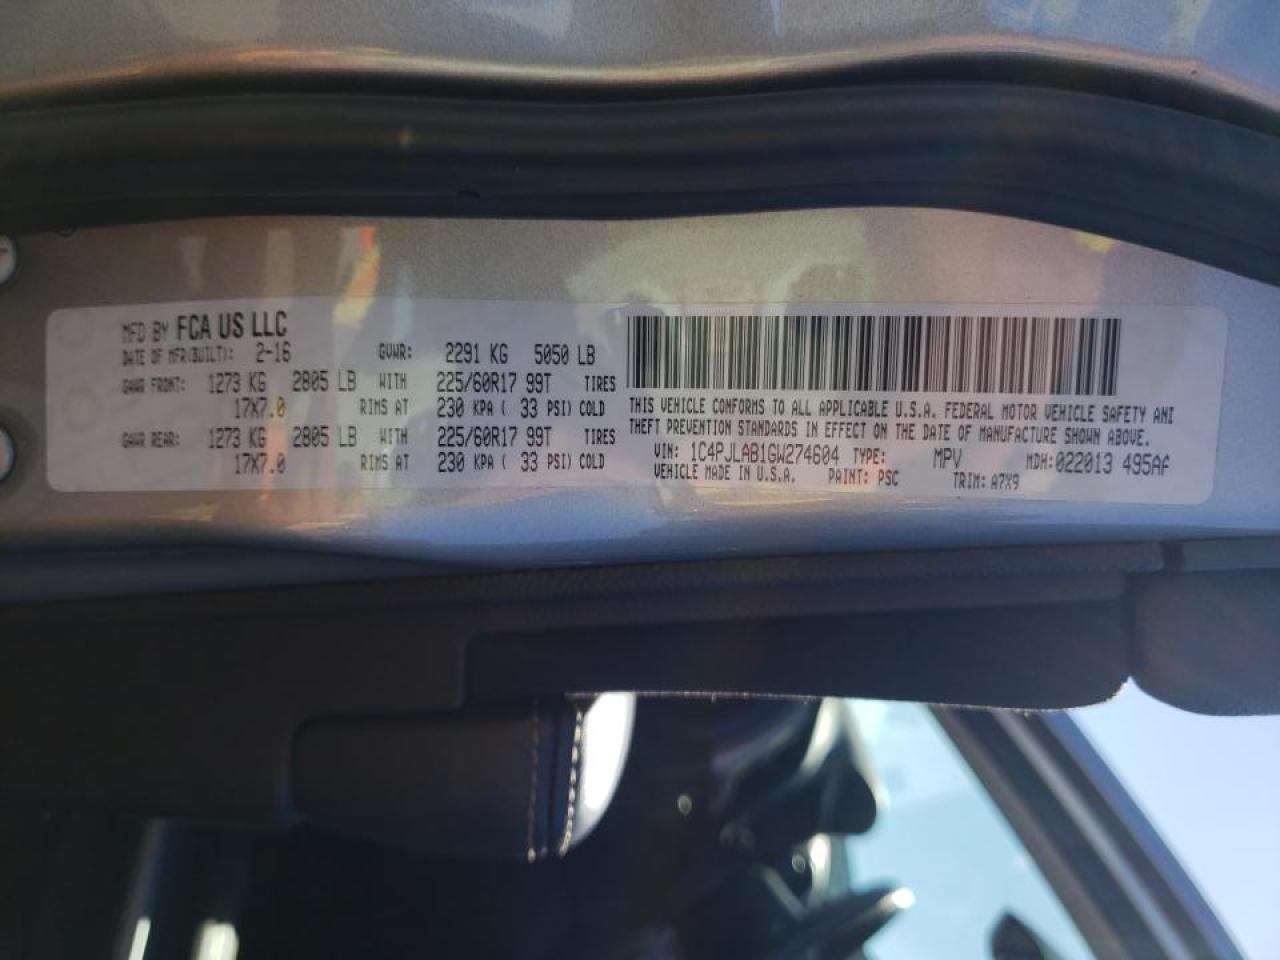 MFD BY FCA US LLC
DATE OF MFR(BUILT): 2-16 GVWR: 2291 KG 5050 LB
GAWR FRONT: 1273 KG 2805 LB WITH 225/60R17 99T TIRES
17X7.0 RIMS AT 230 KPA ( 33 PSI) COLD
GAWR REAR: 1273 KG 2805 LB WITH 225/60R17 99T TIRES
17X7.0 RIMS AT 230 KPA ( 33 PSI) COLD
THIS VEHICLE CONFORMS TO ALL APPLICABLE U.S.A. FEDERAL MOTOR VEHICLE SAFETY AND
THEFT PREVENTION STANDARDS IN EFFECT ON THE DATE OF MANUFACTURE SHOWN ABOVE.
VIN: 1C4PJLAB1GW274604 TYPE: MPV MDH:022013 495AF
VEHICLE MADE IN U.S.A. PAINT: PSC TRIM: A7X9